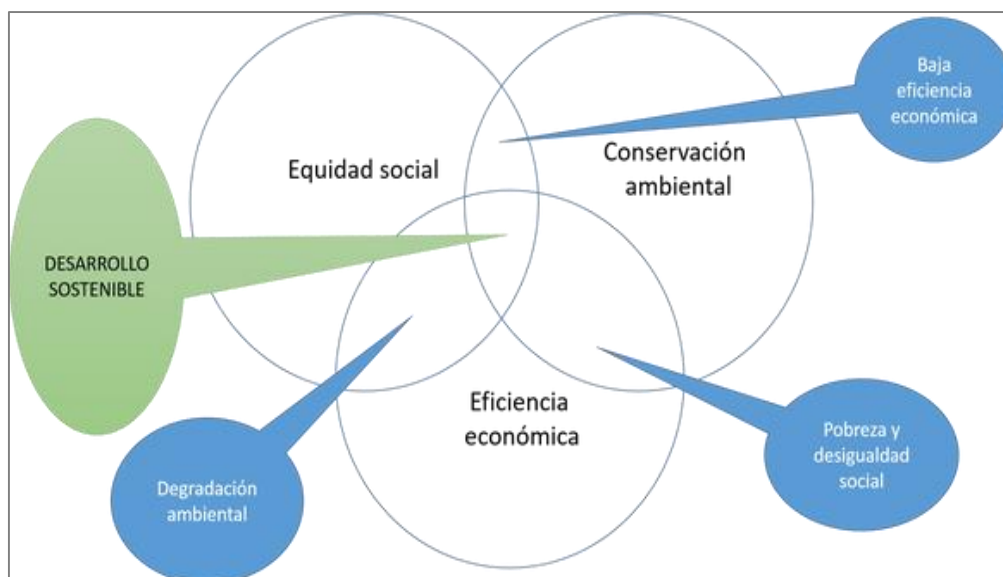 Baja
eficiencia
económica
Equidad social
Conservación
ambiental
DESARROLLO
SOSTENIBLE
Eficiencia
económica
Pobreza y
desigualdad
social
Degradación
ambiental